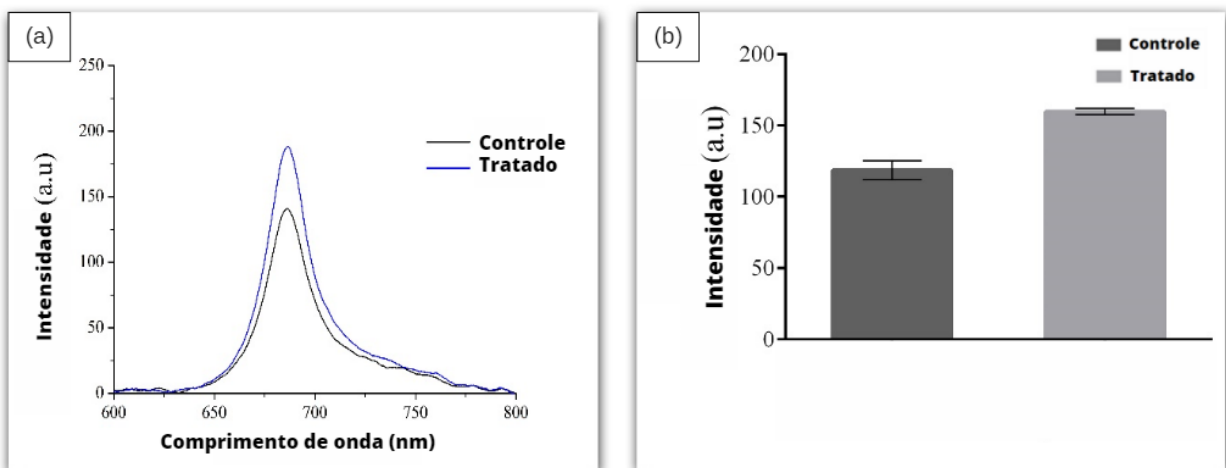 (a)
250
200
150
100
50
0
Intensidade (a.u)
Controle
Tratado
600
650
700
750
800
Comprimento de onda (nm)
(b)
200
150
100
50
0
Intensidade (a.u)
Controle
Tratado